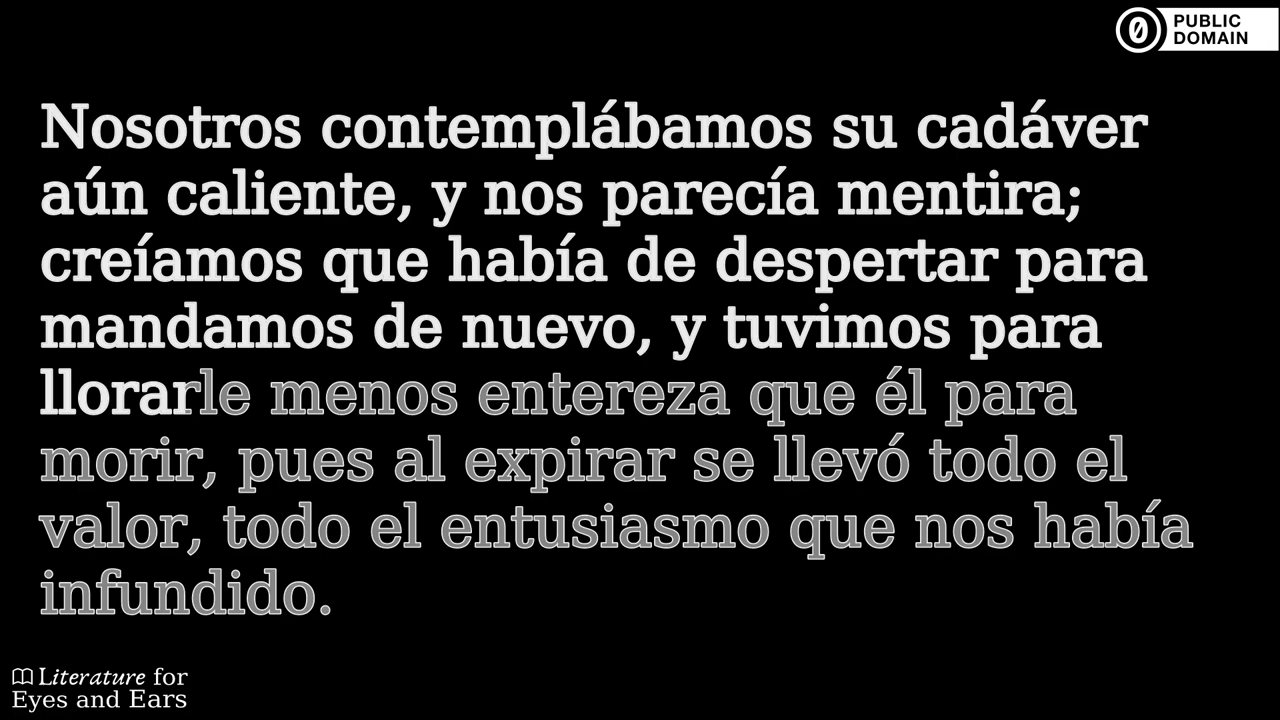 PUBLIC
DOMAIN
Nosotros contemplábamos su cadáver
aún caliente, y nos parecía mentira;
creíamos que había de despertar para
mandamos de nuevo, y tuvimos para
llorarle menos entereza que él para
morir, pues al expirar se llevó todo el
valor, todo el entusiasmo que nos había
infundido.
Literature for
Eyes and Ears